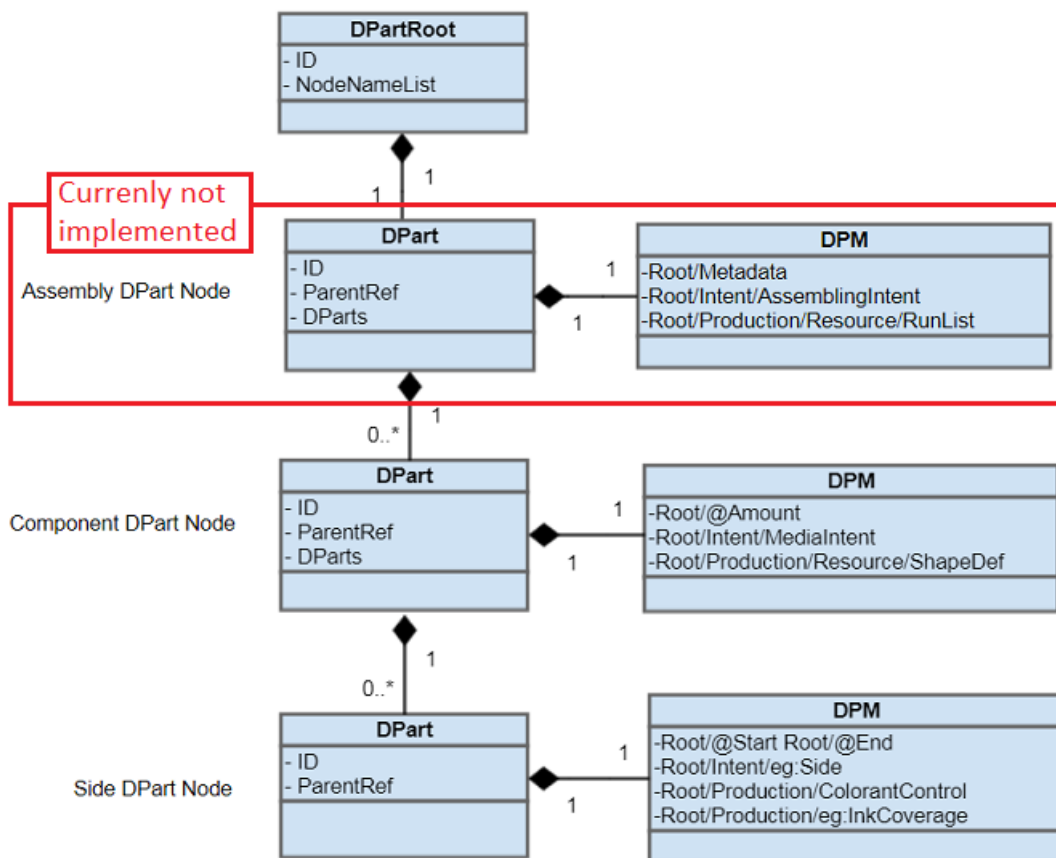 DPartRoot
- ID
- NodeNameList
1
1
Currenly not
implemented
Assembly DPart Node
DPart
- ID
- ParentRef
- DParts
1
1
DPM
-Root/Metadata
-Root/Intent/AssemblingIntent
-Root/Production/Resource/RunList
1
0..*
Component DPart Node
DPart
- ID
- ParentRef
- DParts
1
1
DPM
-Root/@Amount
-Root/Intent/MediaIntent
-Root/Production/Resource/ShapeDef
1
0..*
Side DPart Node
DPart
- ID
- ParentRef
1
1
DPM
-Root/@Start Root/@End
-Root/Intent/eg:Side
-Root/Production/ColorantControl
-Root/Production/eg:InkCoverage